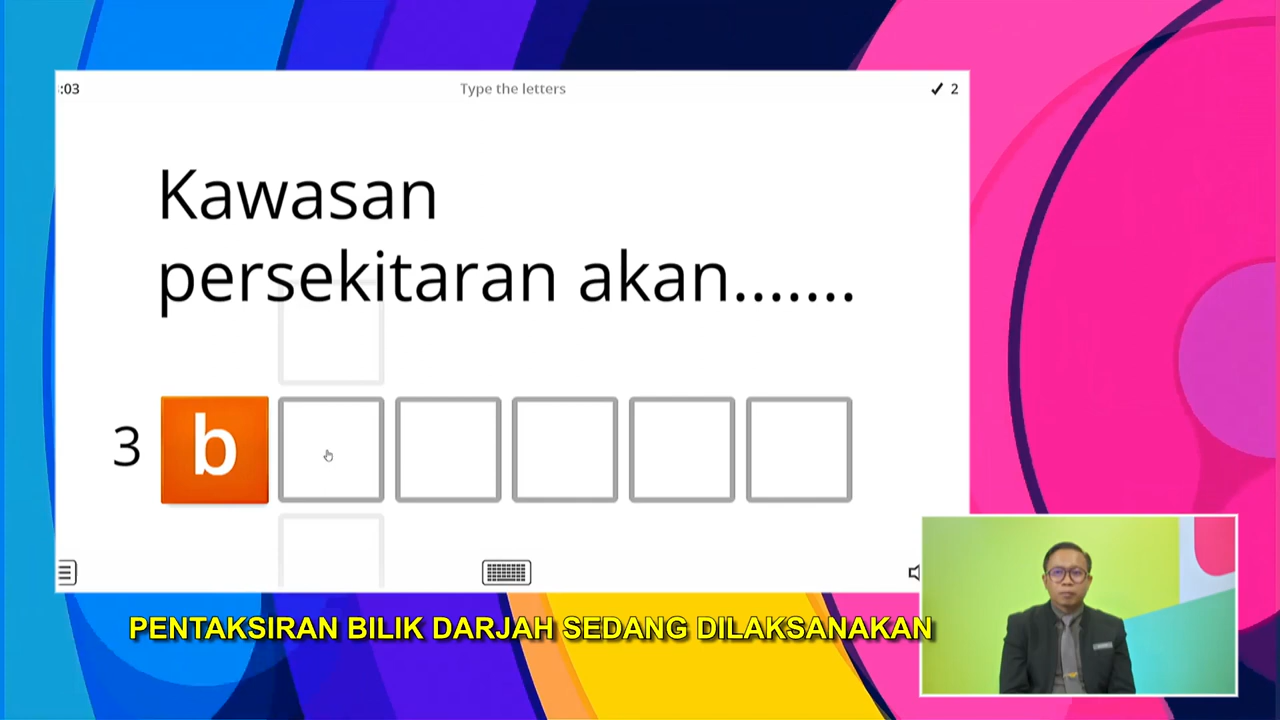 :03
Type the letters
✓ 2
Kawasan
persekitaran akan.......
3 b
PENTAKSIRAN BILIK DARJAH SEDANG DILAKSANAKAN